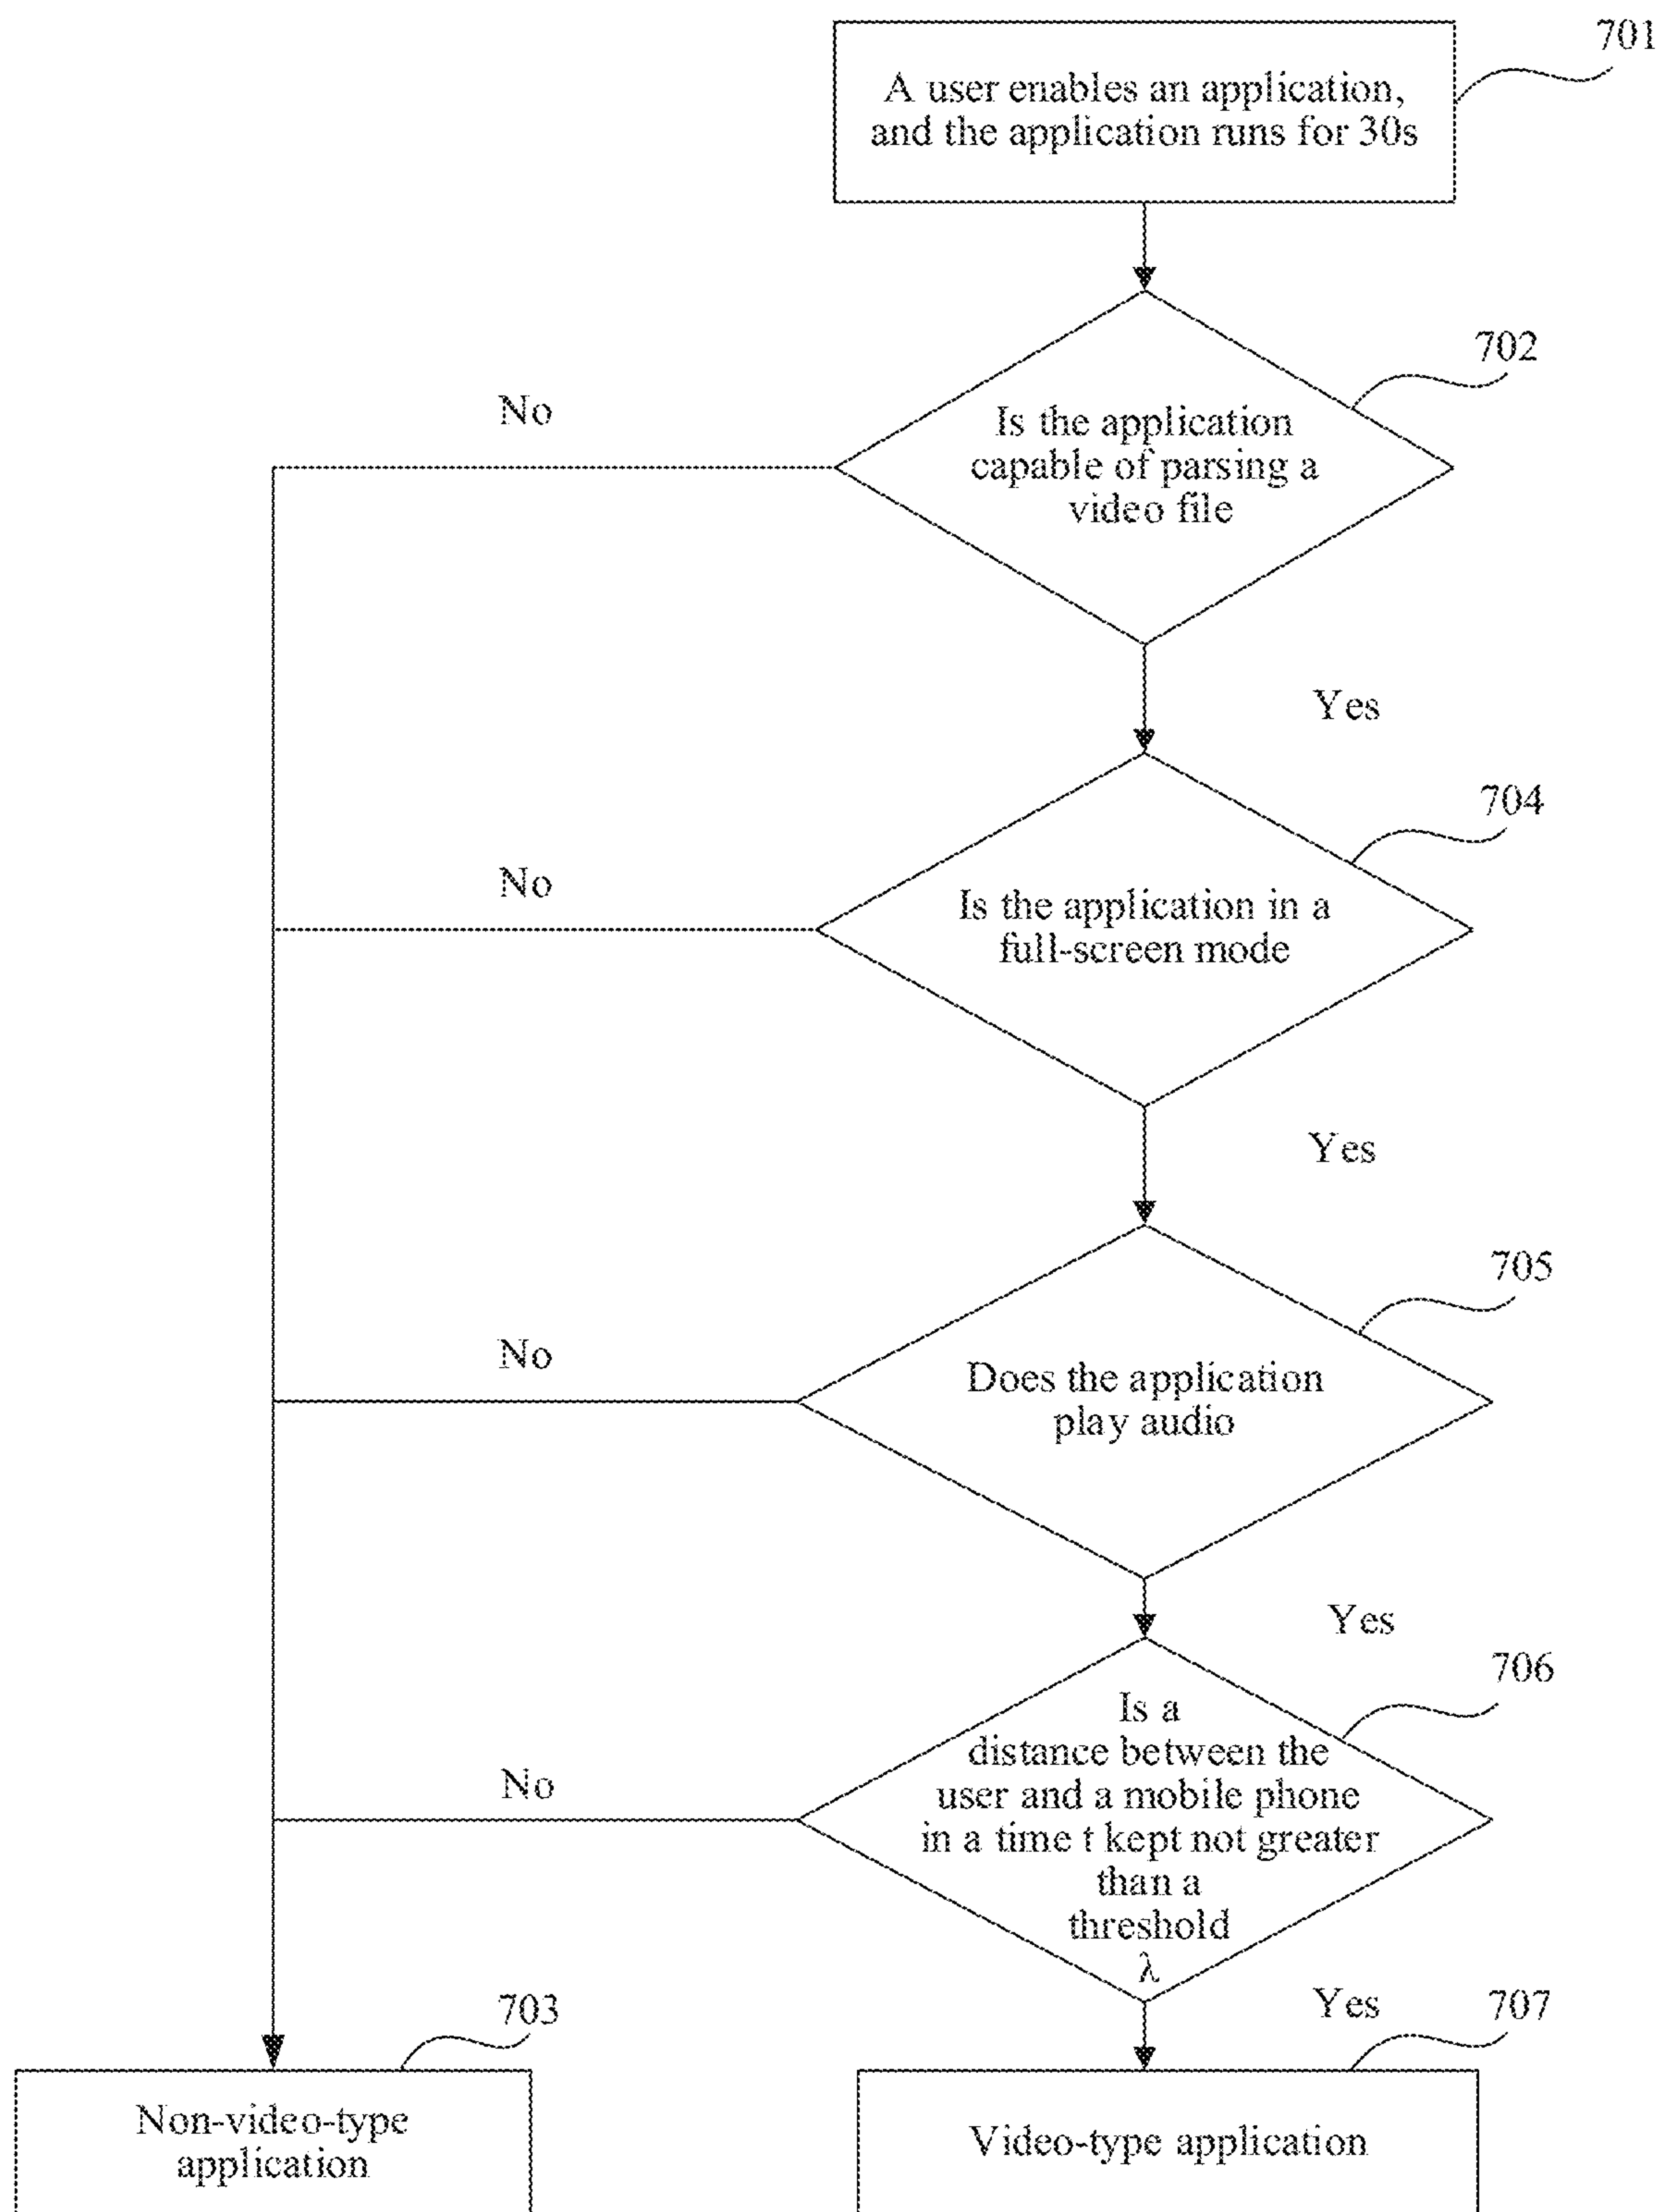 701
A user enables an application,
and the application runs for 30s
702
No
Is the application
capable of parsing a
video file
Yes
704
No
Is the application in a
full-screen mode
Yes
705
No
Does the application
play audio
Yes
706
No
Is a
distance between the
user and a mobile phone
in a time t kept not greater
than a
threshold
λ
Yes
703
707
Non-video-type
application
Video-type application